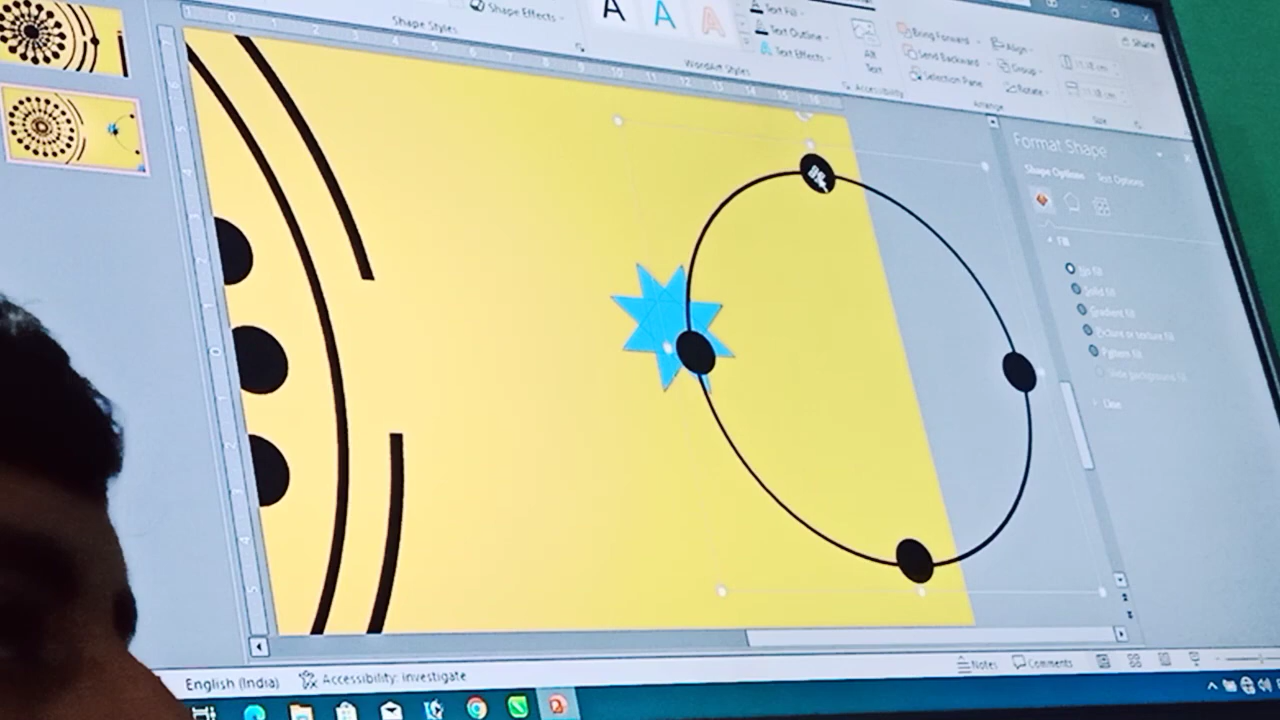 Shape Effects
Shape Styles
A A A
Text Fill
Text Outline
Text Effects
WordArt Styles
Alt
Text
Accessibility
Bring Forward
Send Backward
Selection Pane
Align
Group
Rotate
Arrange
Size
Share
Format Shape
Shape Options Text Options
Fill
No fill
Solid fill
Gradient fill
Picture or texture fill
Pattern fill
Slide background fill
Line
English (India) Accessibility: Investigate
Notes Comments